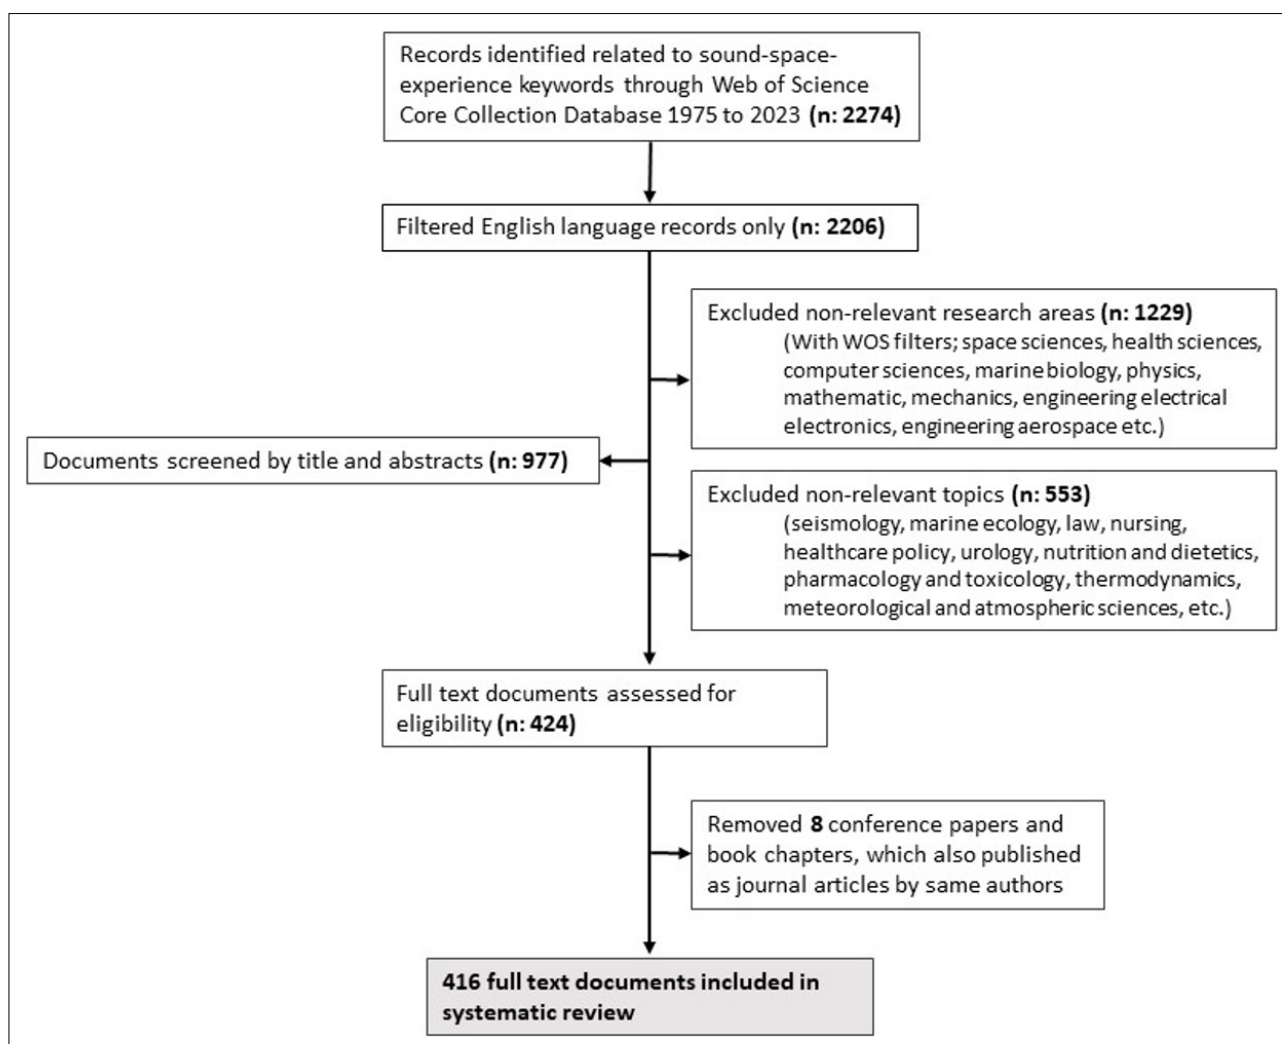 Records identified related to sound-space-
experience keywords through Web of Science
Core Collection Database 1975 to 2023 (n: 2274)
Filtered English language records only (n: 2206)
Excluded non-relevant research areas (n: 1229)
(With WOS filters; space sciences, health sciences,
computer sciences, marine biology, physics,
mathematic, mechanics, engineering electrical
electronics, engineering aerospace etc.)
Documents screened by title and abstracts (n: 977)
Excluded non-relevant topics (n: 553)
(seismology, marine ecology, law, nursing,
healthcare policy, urology, nutrition and dietetics,
pharmacology and toxicology, thermodynamics,
meteorological and atmospheric sciences, etc.)
Full text documents assessed for
eligibility (n: 424)
Removed 8 conference papers and
book chapters, which also published
as journal articles by same authors
416 full text documents included in
systematic review